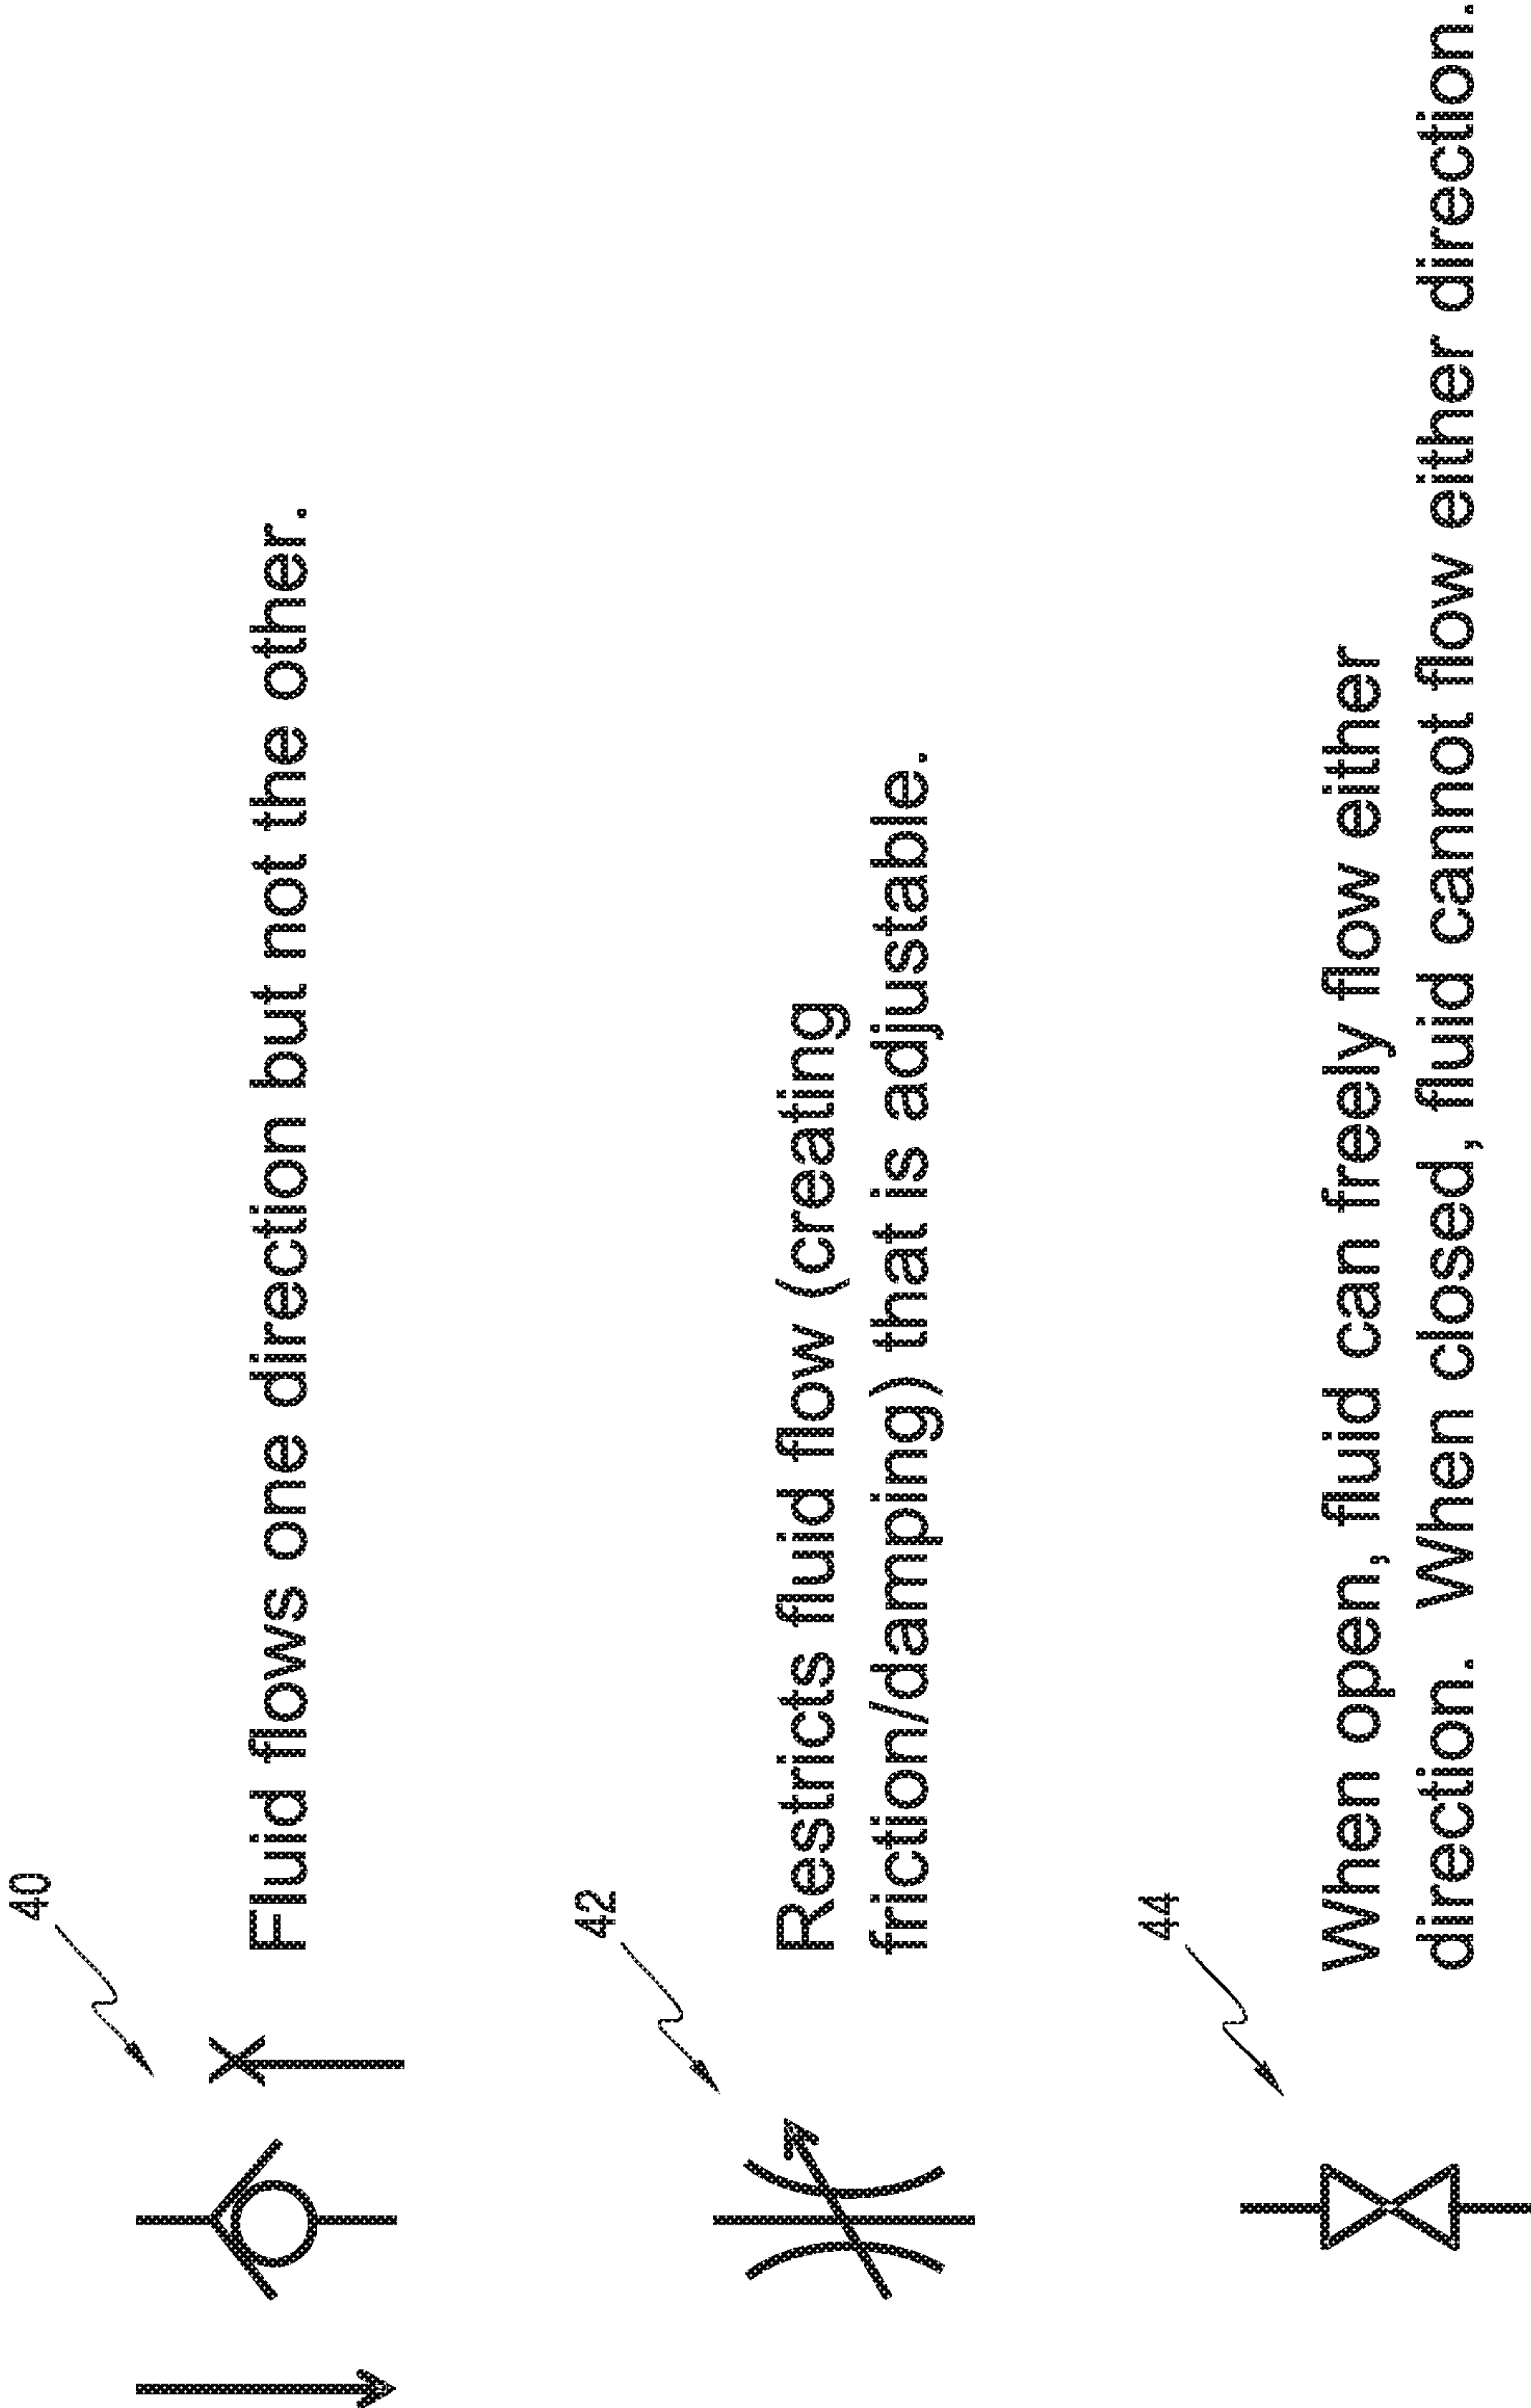 40
Fluid flows one direction but not the other.
42
Restricts fluid flow (creating
friction/damping) that is adjustable.
44
When open, fluid can freely flow either
direction. When closed, fluid cannot flow either direction.